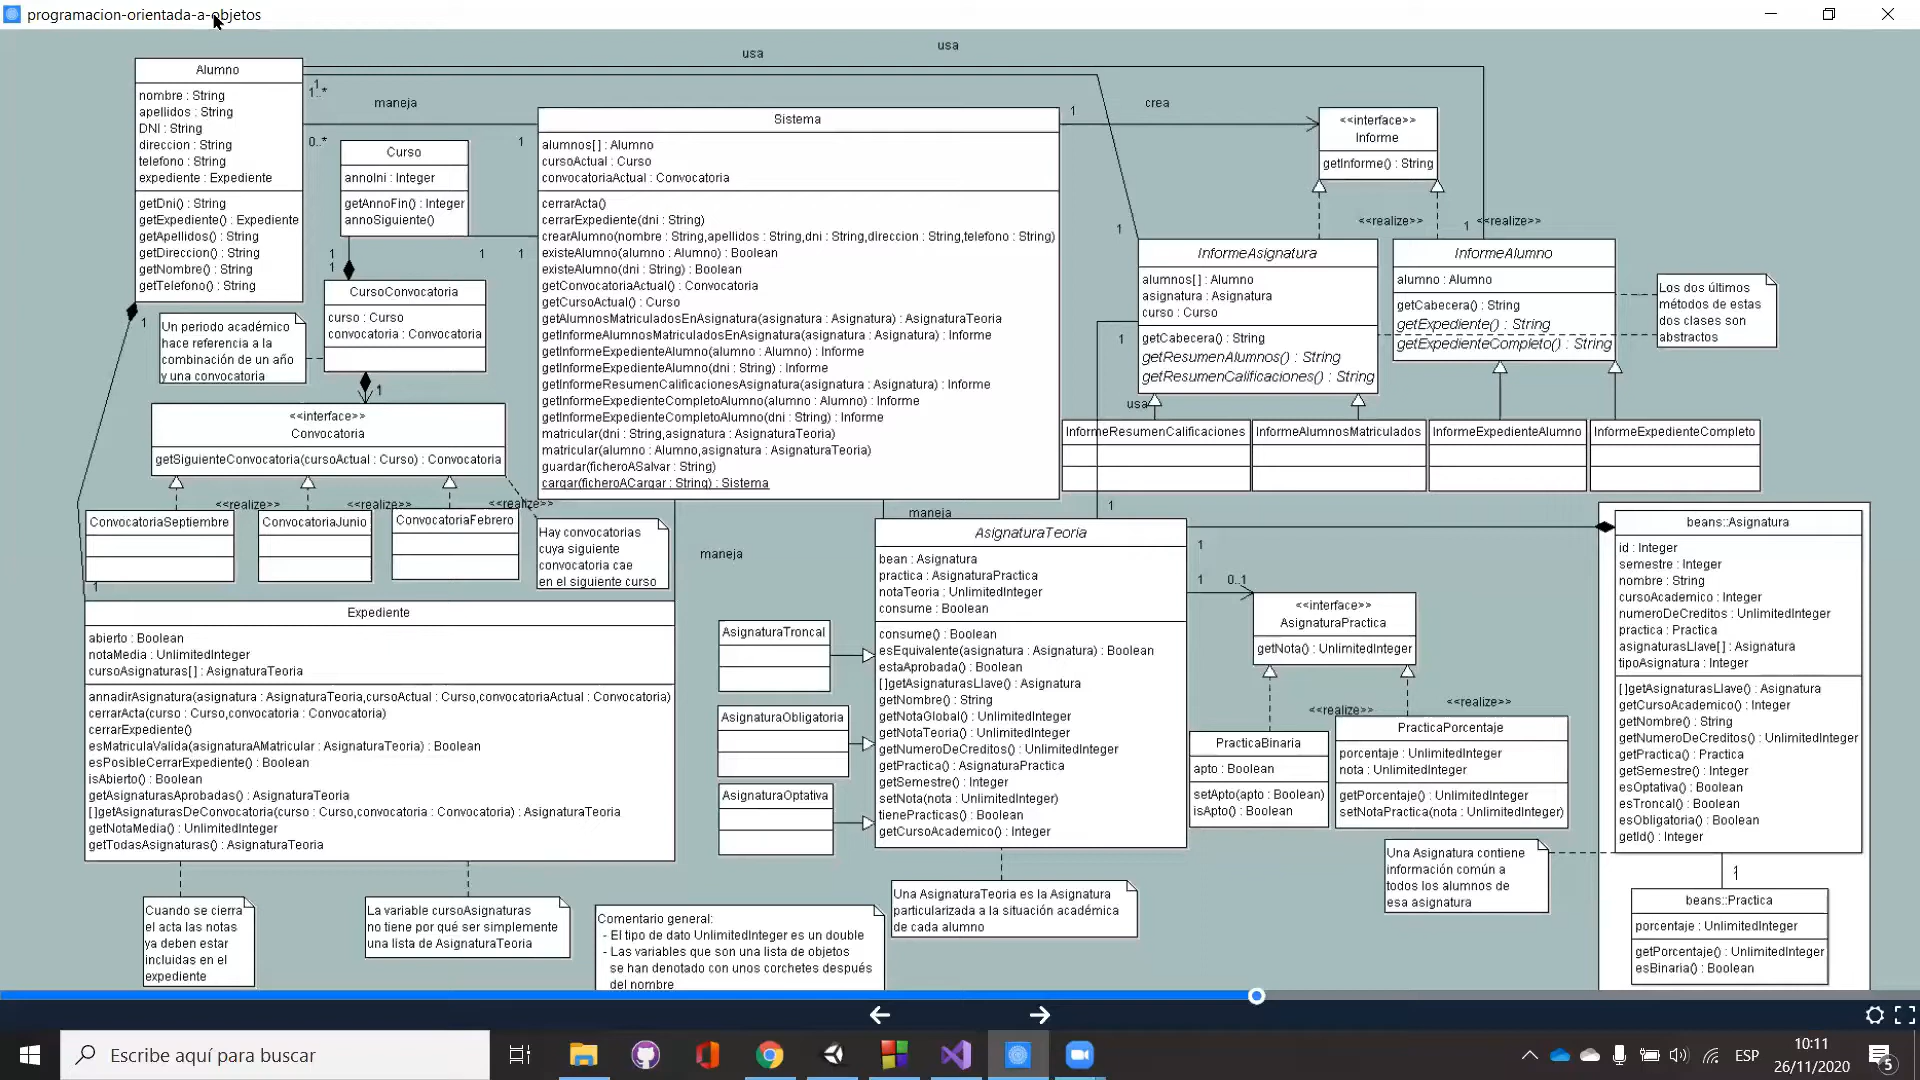 programacion-orientada-a-objetos
usa
usa
Alumno
nombre : String
apellidos : String
DNI : String
direccion : String
telefono : String
expediente : Expediente
getDni() : String
getExpediente() : Expediente
getApellidos() : String
getDireccion() : String
getNombre() : String
getTelefono() : String
1
1..*
maneja
0..*
1
Curso
annoIni : Integer
getAnnoFin() : Integer
annoSiguiente()
1
1
1
1
CursoConvocatoria
curso : Curso
convocatoria : Convocatoria
1
1
Un periodo académico
hace referencia a la
combinación de un año
y una convocatoria
<<interface>>
Convocatoria
getSiguienteConvocatoria(cursoActual : Curso) : Convocatoria
<<realize>>
<<realize>>
<<realize>>
ConvocatoriaSeptiembre
ConvocatoriaJunio
ConvocatoriaFebrero
Hay convocatorias
cuya siguiente
convocatoria cae
en el siguiente curso
Sistema
alumnos[] : Alumno
cursoActual : Curso
convocatoriaActual : Convocatoria
cerrarActa()
cerrarExpediente(dni : String)
crearAlumno(nombre : String,apellidos : String,dni : String,direccion : String,telefono : String)
existeAlumno(alumno : Alumno) : Boolean
existeAlumno(dni : String) : Boolean
getConvocatoriaActual() : Convocatoria
getCursoActual() : Curso
getAlumnosMatriculadosEnAsignatura(asignatura : Asignatura) : AsignaturaTeoria
getInformeAlumnosMatriculadosEnAsignatura(asignatura : Asignatura) : Informe
getInformeExpedienteAlumno(alumno : Alumno) : Informe
getInformeExpedienteAlumno(dni : String) : Informe
getInformeResumenCalificacionesAsignatura(asignatura : Asignatura) : Informe
getInformeExpedienteCompletoAlumno(alumno : Alumno) : Informe
getInformeExpedienteCompletoAlumno(dni : String) : Informe
matricular(dni : String,asignatura : AsignaturaTeoria)
matricular(alumno : Alumno,asignatura : AsignaturaTeoria)
guardar(ficheroASalvar : String)
cargar(ficheroACargar : String) : Sistema
1
crea
<<interface>>
Informe
getInforme() : String
<<realize>>
1
<<realize>>
1
InformeAsignatura
alumnos[] : Alumno
asignatura : Asignatura
curso : Curso
getCabecera() : String
getResumenAlumnos() : String
getResumenCalificaciones() : String
InformeAlumno
alumno : Alumno
getCabecera() : String
getExpediente() : String
getExpedienteCompleto() : String
Los dos últimos
métodos de estas
dos clases son
abstractos
1
usa
InformeResumenCalificaciones
InformeAlumnosMatriculados
InformeExpedienteAlumno
InformeExpedienteCompleto
1
maneja
maneja
1
Expediente
abierto : Boolean
notaMedia : UnlimitedInteger
cursoAsignaturas[] : AsignaturaTeoria
annadirAsignatura(asignatura : AsignaturaTeoria,cursoActual : Curso,convocatoriaActual : Convocatoria)
cerrarActa(curso : Curso,convocatoria : Convocatoria)
cerrarExpediente()
esMatriculaValida(asignaturaAMatricular : AsignaturaTeoria) : Boolean
esPosibleCerrarExpediente() : Boolean
isAbierto() : Boolean
getAsignaturasAprobadas() : AsignaturaTeoria
[]getAsignaturasDeConvocatoria(curso : Curso,convocatoria : Convocatoria) : AsignaturaTeoria
getNotaMedia() : UnlimitedInteger
getTodasAsignaturas() : AsignaturaTeoria
Cuando se cierra
el acta las notas
ya deben estar
incluidas en el
expediente
La variable cursoAsignaturas
no tiene por qué ser simplemente
una lista de AsignaturaTeoria
Comentario general:
- El tipo de dato UnlimitedInteger es un double
- Las variables que son una lista de objetos
se han denotado con unos corchetes después
del nombre
AsignaturaTroncal
AsignaturaObligatoria
AsignaturaOptativa
AsignaturaTeoria
bean : Asignatura
practica : AsignaturaPractica
notaTeoria : UnlimitedInteger
consume : Boolean
consume() : Boolean
esEquivalente(asignatura : Asignatura) : Boolean
estaAprobada() : Boolean
[]getAsignaturasLlave() : Asignatura
getNombre() : String
getNotaGlobal() : UnlimitedInteger
getNotaTeoria() : UnlimitedInteger
getNumeroDeCreditos() : UnlimitedInteger
getPractica() : AsignaturaPractica
getSemestre() : Integer
setNota(nota : UnlimitedInteger)
tienePracticas() : Boolean
getCursoAcademico() : Integer
Una AsignaturaTeoria es la Asignatura
particularizada a la situación académica
de cada alumno
1
1
0..1
<<interface>>
AsignaturaPractica
getNota() : UnlimitedInteger
<<realize>>
<<realize>>
PracticaBinaria
apto : Boolean
setApto(apto : Boolean)
isApto() : Boolean
PracticaPorcentaje
porcentaje : UnlimitedInteger
nota : UnlimitedInteger
getPorcentaje() : UnlimitedInteger
setNotaPractica(nota : UnlimitedInteger)
Una Asignatura contiene
información común a
todos los alumnos de
esa asignatura
beans::Asignatura
id : Integer
semestre : Integer
nombre : String
cursoAcademico : Integer
numeroDeCreditos : UnlimitedInteger
practica : Practica
asignaturasLlave[] : Asignatura
tipoAsignatura : Integer
[]getAsignaturasLlave() : Asignatura
getCursoAcademico() : Integer
getNombre() : String
getNumeroDeCreditos() : UnlimitedInteger
getPractica() : Practica
getSemestre() : Integer
esOptativa() : Boolean
esTroncal() : Boolean
esObligatoria() : Boolean
getId() : Integer
1
beans::Practica
porcentaje : UnlimitedInteger
getPorcentaje() : UnlimitedInteger
esBinaria() : Boolean
Escribe aquí para buscar
ESP
10:11
26/11/2020
5